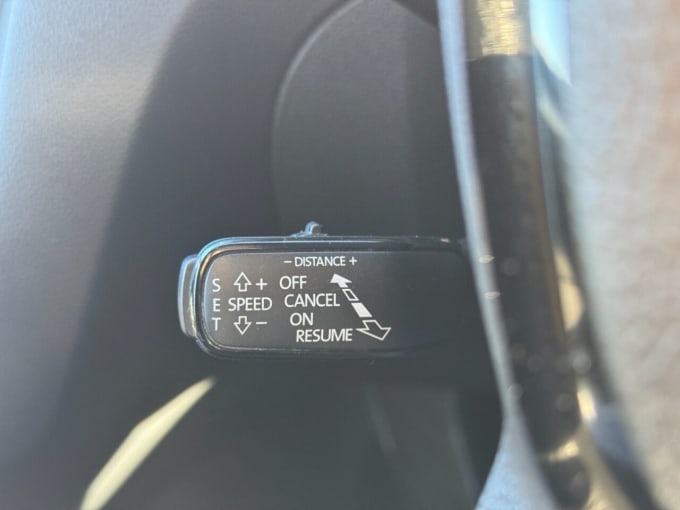 − DISTANCE +
S + OFF
E SPEED CANCEL
T − ON
RESUME